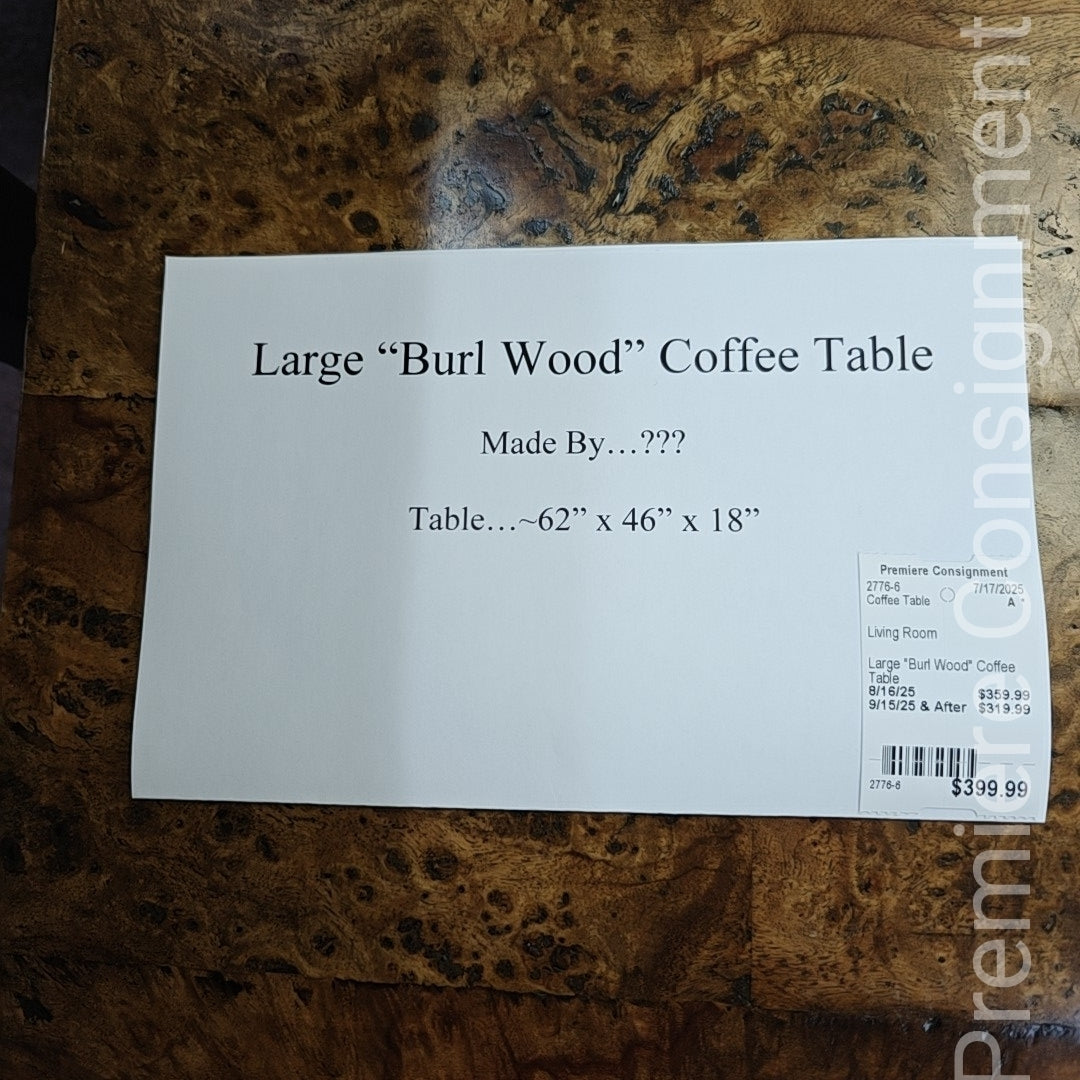 Large “Burl Wood” Coffee Table
Made By…???
Table…~62” x 46” x 18”
Premiere Consignment
2776-6 7/17/2025
Coffee Table A *
Living Room
Large "Burl Wood" Coffee
Table
8/16/25 $359.99
9/15/25 & After $319.99
2776-6 $399.99
Premiere Consignment